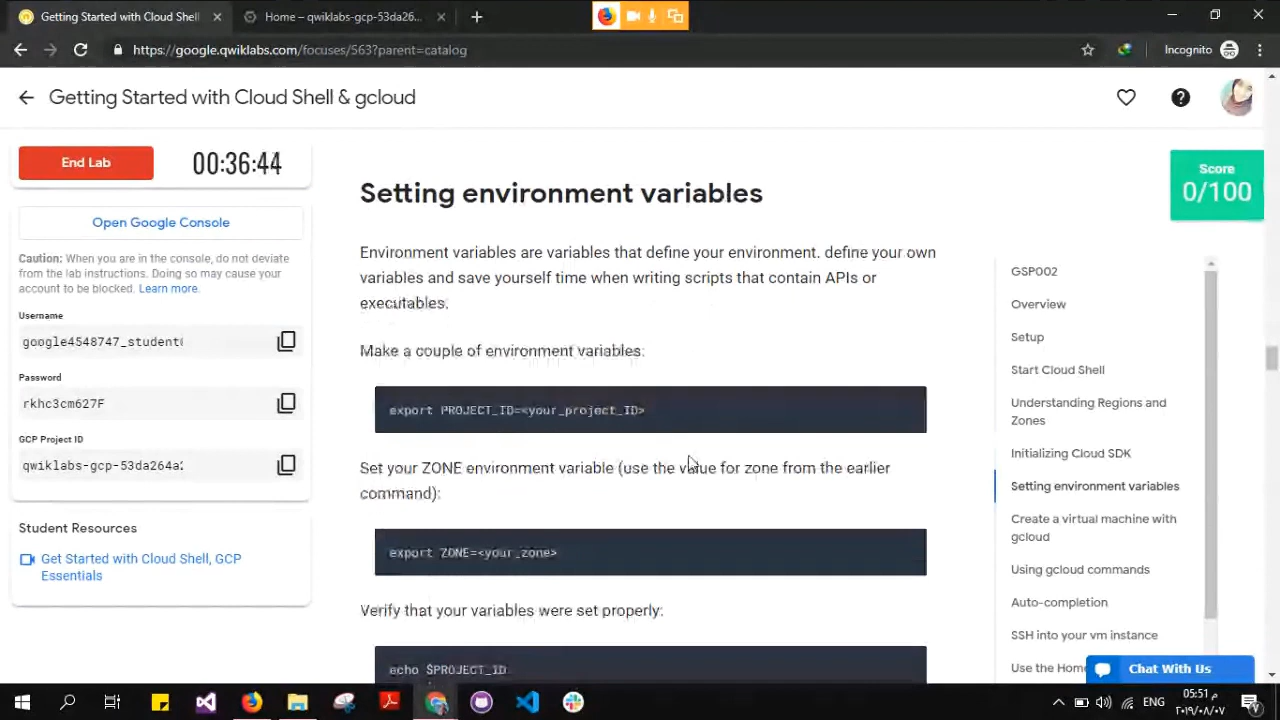 Getting Started with Cloud Shell
Home – qwiklabs-gcp-53da26...
https://google.qwiklabs.com/focuses/563?parent=catalog
Incognito
Getting Started with Cloud Shell & gcloud
End Lab
00:36:44
Open Google Console
Caution: When you are in the console, do not deviate
from the lab instructions. Doing so may cause your
account to be blocked. Learn more.
Username
google4548747_student
Password
rkhc3cm627F
GCP Project ID
qwiklabs-gcp-53da264a2
Student Resources
Get Started with Cloud Shell, GCP
Essentials
Setting environment variables
Environment variables are variables that define your environment. define your own
variables and save yourself time when writing scripts that contain APIs or
executables.
Make a couple of environment variables:
export PROJECT_ID=<your_project_ID>
Set your ZONE environment variable (use the value for zone from the earlier
command):
export ZONE=<your_zone>
Verify that your variables were set properly:
echo $PROJECT_ID
Score
0/100
GSP002
Overview
Setup
Start Cloud Shell
Understanding Regions and
Zones
Initializing Cloud SDK
Setting environment variables
Create a virtual machine with
gcloud
Using gcloud commands
Auto-completion
SSH into your vm instance
Use the Home
Chat With Us
ENG
م 05:51
٢٠١٩/٠٨/٠٧